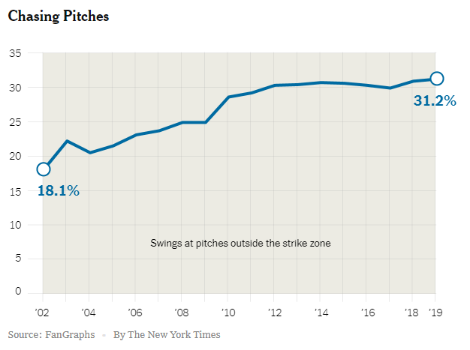 Chasing Pitches
35
30
31.2%
25
20
18.1%
15
10
Swings at pitches outside the strike zone
5
0
'02 '04 '06 '08 '10 '12 '14 '16 '18 '19
Source: FanGraphs · By The New York Times